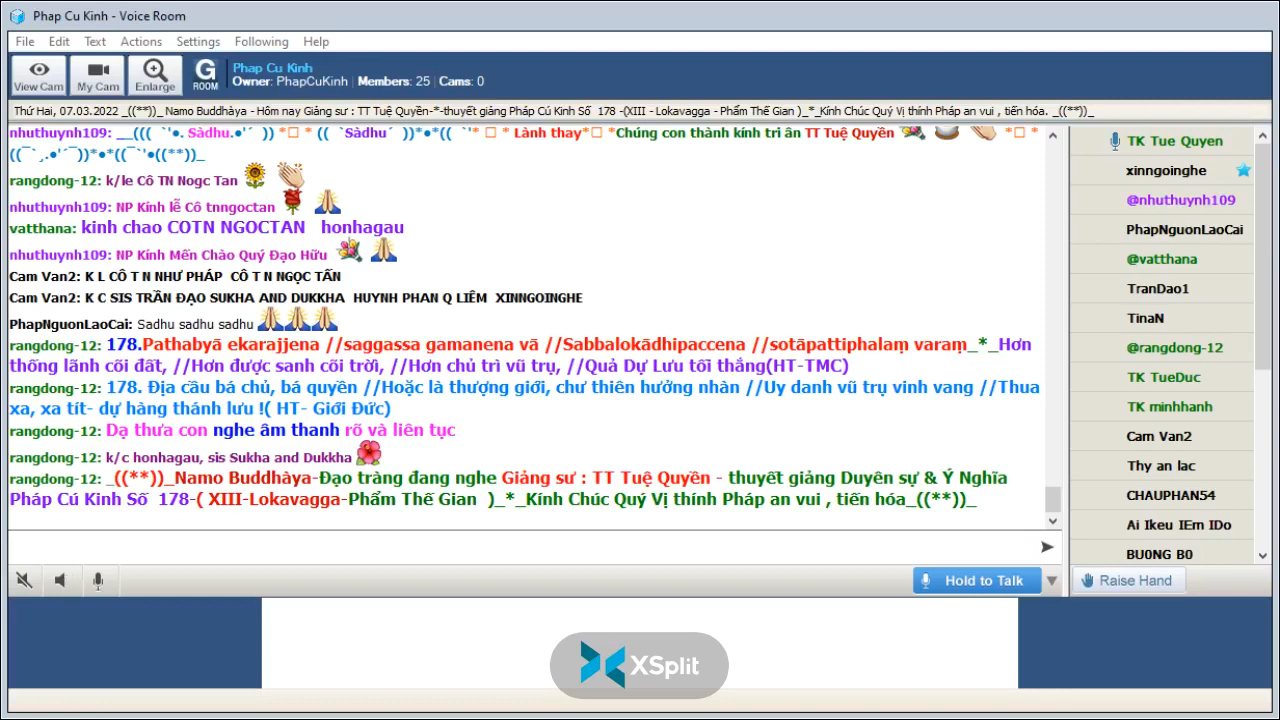 Phap Cu Kinh - Voice Room
File Edit Text Actions Settings Following Help
View Cam My Cam Enlarge G ROOM Phap Cu Kinh
Owner: PhapCuKinh | Members: 25 | Cams: 0
Thứ Hai, 07.03.2022 _((**))_ Namo Buddhàya - Hôm nay Giảng sư : TT Tuệ Quyền-*-thuyết giảng Pháp Cú Kinh Số 178 -(XIII - Lokavagga - Phẩm Thế Gian )_*_Kính Chúc Quý Vị thính Pháp an vui , tiến hóa. _((**))_
nhuthuynh109: __((( `'•. Sàdhu.•'´ )) *□ * (( `Sàdhu´ ))*•*(( `'* □ * Lành thay*□ *Chúng con thành kính tri ân TT Tuệ Quyền *□ *
((¯`¸.•'´¯))*•*((¯`'•((**))_
rangdong-12: k/le Cô TN Ngoc Tan
nhuthuynh109: NP Kính lễ Cô tnngoctan
vatthana: kinh chao COTN NGOCTAN honhagau
nhuthuynh109: NP Kính Mến Chào Quý Đạo Hữu
Cam Van2: K L CÔ T N NHƯ PHÁP CÔ T N NGỌC TẤN
Cam Van2: K C SIS TRẦN ĐẠO SUKHA AND DUKKHA HUYNH PHAN Q LIÊM XINNGOINGHE
PhapNguonLaoCai: Sadhu sadhu sadhu
rangdong-12: 178.Pathabyā ekarajjena //saggassa gamanena vā //Sabbalokādhipaccena //sotāpattiphalaṃ varaṃ_*_Hơn
thống lãnh cõi đất, //Hơn được sanh cõi trời, //Hơn chủ trì vũ trụ, //Quả Dự Lưu tối thắng(HT-TMC)
rangdong-12: 178. Địa cầu bá chủ, bá quyền //Hoặc là thượng giới, chư thiên hưởng nhàn //Uy danh vũ trụ vinh vang //Thua
xa, xa tít- dự hàng thánh lưu !( HT- Giới Đức)
rangdong-12: Dạ thưa con nghe âm thanh rõ và liên tục
rangdong-12: k/c honhagau, sis Sukha and Dukkha
rangdong-12: _((**))_Namo Buddhàya-Đạo tràng đang nghe Giảng sư : TT Tuệ Quyền - thuyết giảng Duyên sự & Ý Nghĩa
Pháp Cú Kinh Số 178-( XIII-Lokavagga-Phẩm Thế Gian )_*_Kính Chúc Quý Vị thính Pháp an vui , tiến hóa_((**))_
TK Tue Quyen
xinngoinghe
@nhuthuynh109
PhapNguonLaoCai
@vatthana
TranDao1
TinaN
@rangdong-12
TK TueDuc
TK minhhanh
Cam Van2
Thy an lac
CHAUPHAN54
Ai Ikeu IEm IDo
BU0NG B0
Hold to Talk
Raise Hand
XSplit